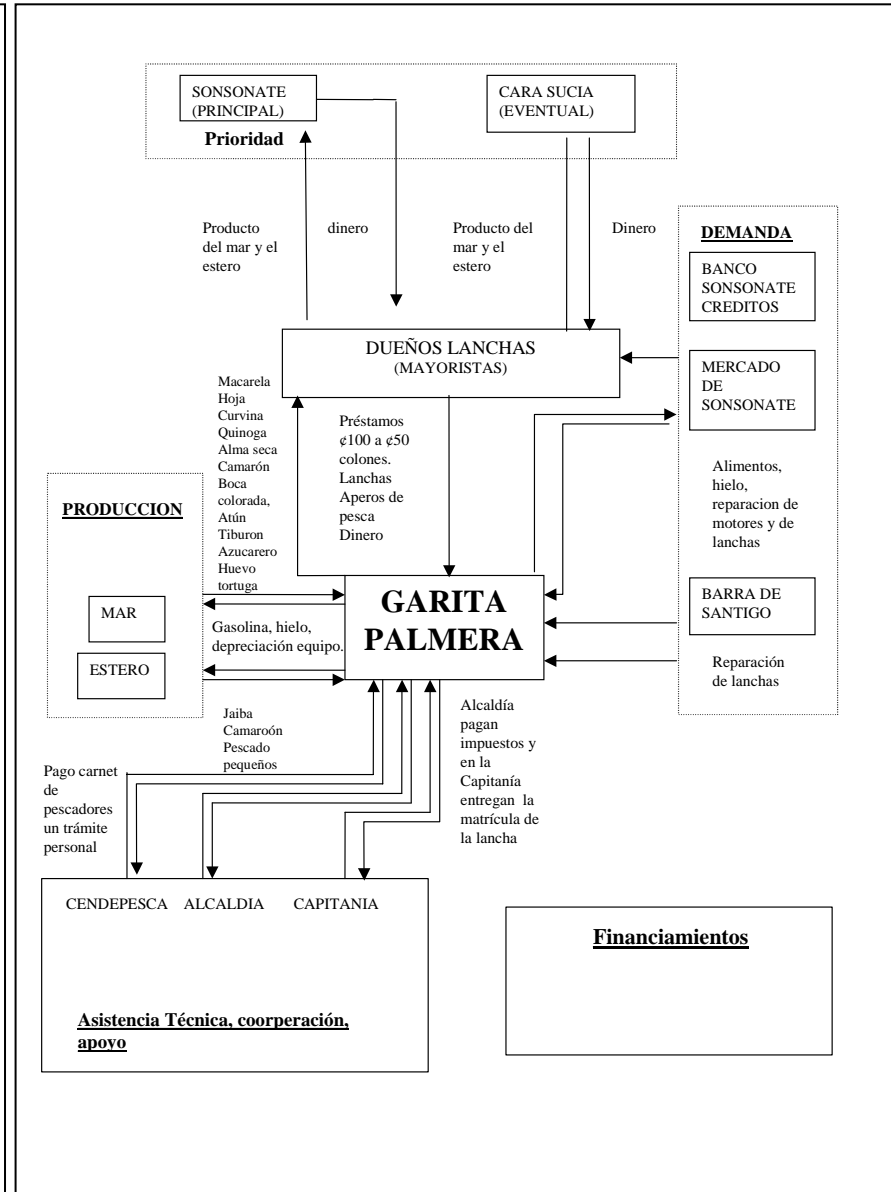 SONSONATE
(PRINCIPAL)
Prioridad
CARA SUCIA
(EVENTUAL)
Producto
del mar y el
estero
dinero
Producto del
mar y el
estero
Dinero
DEMANDA
BANCO
SONSONATE
CREDITOS
DUEÑOS LANCHAS
(MAYORISTAS)
MERCADO
DE
SONSONATE
Macarela
Hoja
Curvina
Quinoga
Alma seca
Camarón
Boca
colorada,
Atún
Tiburon
Azucarero
Huevo
tortuga
Préstamos
¢100 a ¢50
colones.
Lanchas
Aperos de
pesca
Dinero
Alimentos,
hielo,
reparacion de
motores y de
lanchas
PRODUCCION
MAR
ESTERO
Gasolina, hielo,
depreciación equipo.
GARITA
PALMERA
BARRA DE
SANTIGO
Reparación
de lanchas
Jaiba
Camaroón
Pescado
pequeños
Alcaldía
pagan
impuestos y
en la
Capitanía
entregan la
matrícula de
la lancha
Pago carnet
de
pescadores
un trámite
personal
CENDEPESCA ALCALDIA CAPITANIA
Asistencia Técnica, coorperación,
apoyo
Financiamientos